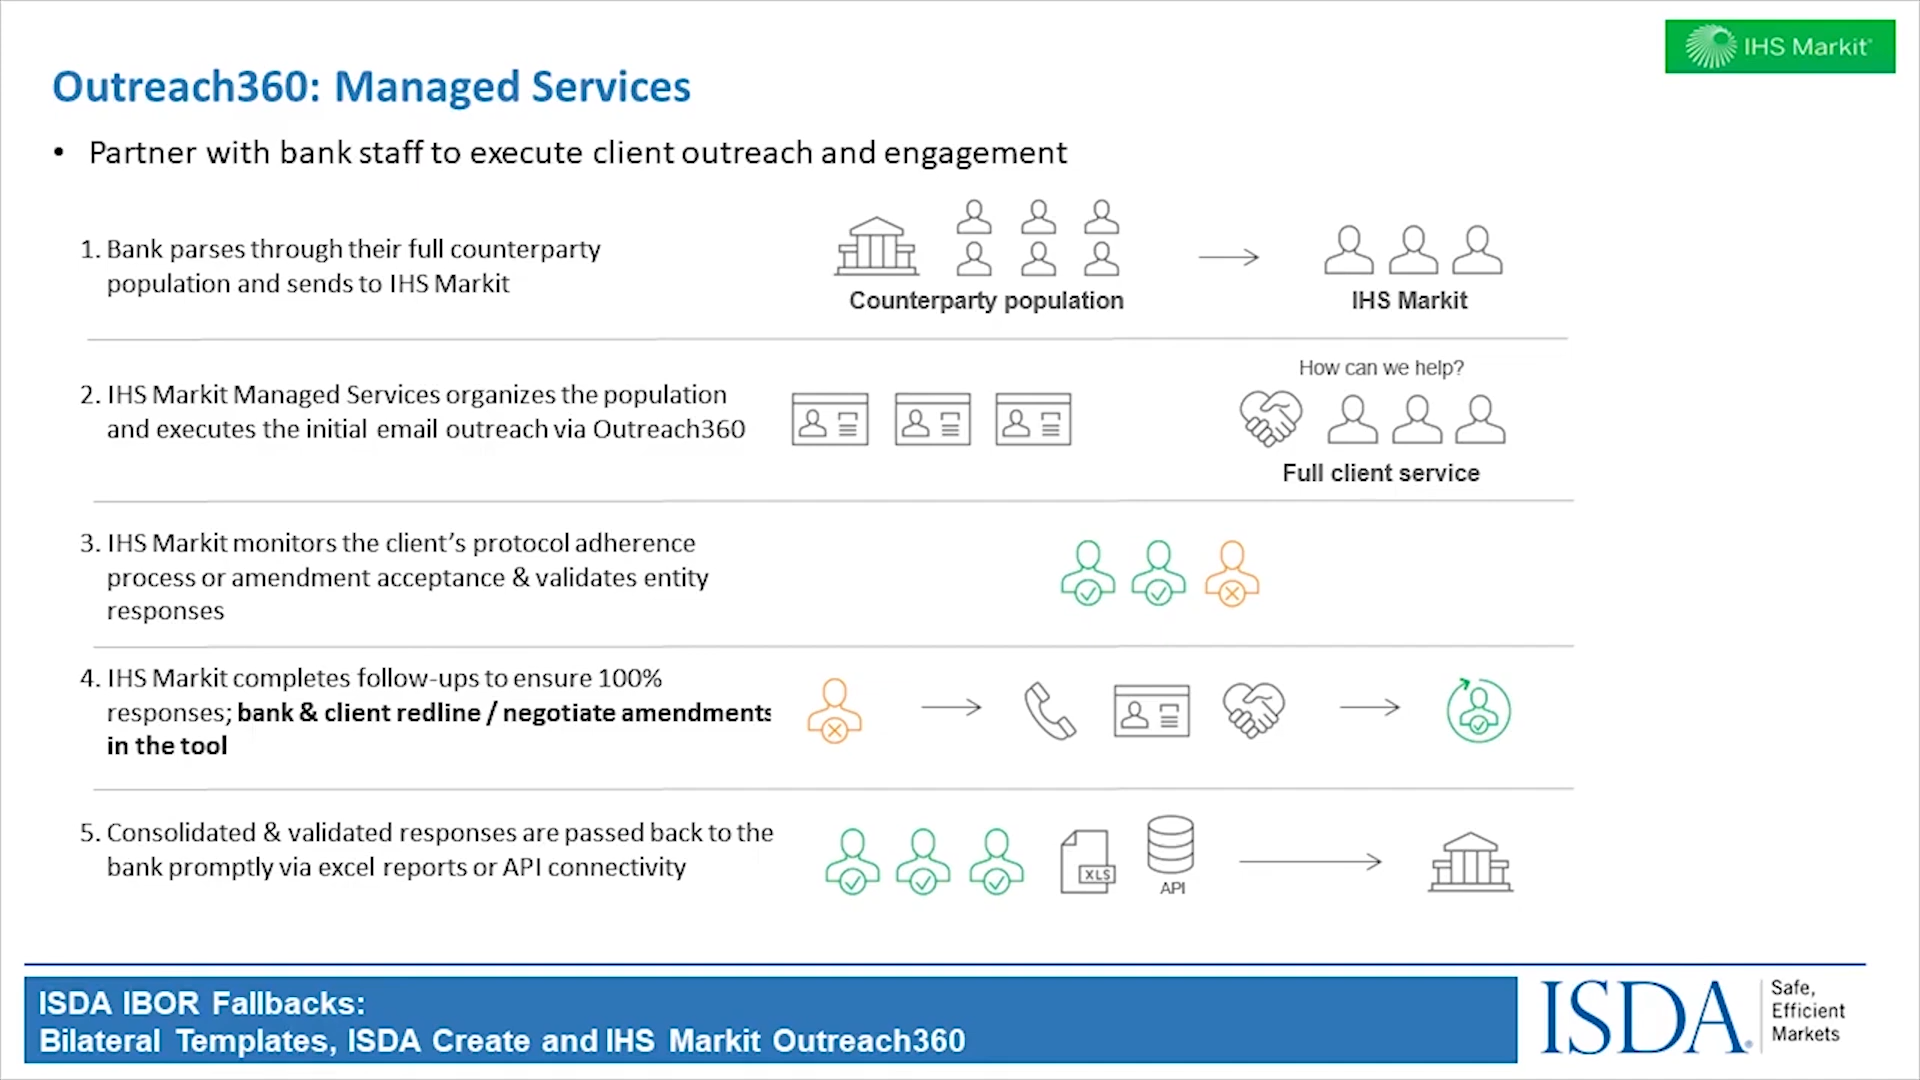 IHS Markit
Outreach360: Managed Services
• Partner with bank staff to execute client outreach and engagement
1. Bank parses through their full counterparty
population and sends to IHS Markit
Counterparty population
IHS Markit
2. IHS Markit Managed Services organizes the population
and executes the initial email outreach via Outreach360
How can we help?
Full client service
3. IHS Markit monitors the client’s protocol adherence
process or amendment acceptance & validates entity
responses
4. IHS Markit completes follow-ups to ensure 100%
responses; bank & client redline / negotiate amendments
in the tool
5. Consolidated & validated responses are passed back to the
bank promptly via excel reports or API connectivity
XLS
API
ISDA IBOR Fallbacks:
Bilateral Templates, ISDA Create and IHS Markit Outreach360
ISDA®
Safe,
Efficient
Markets